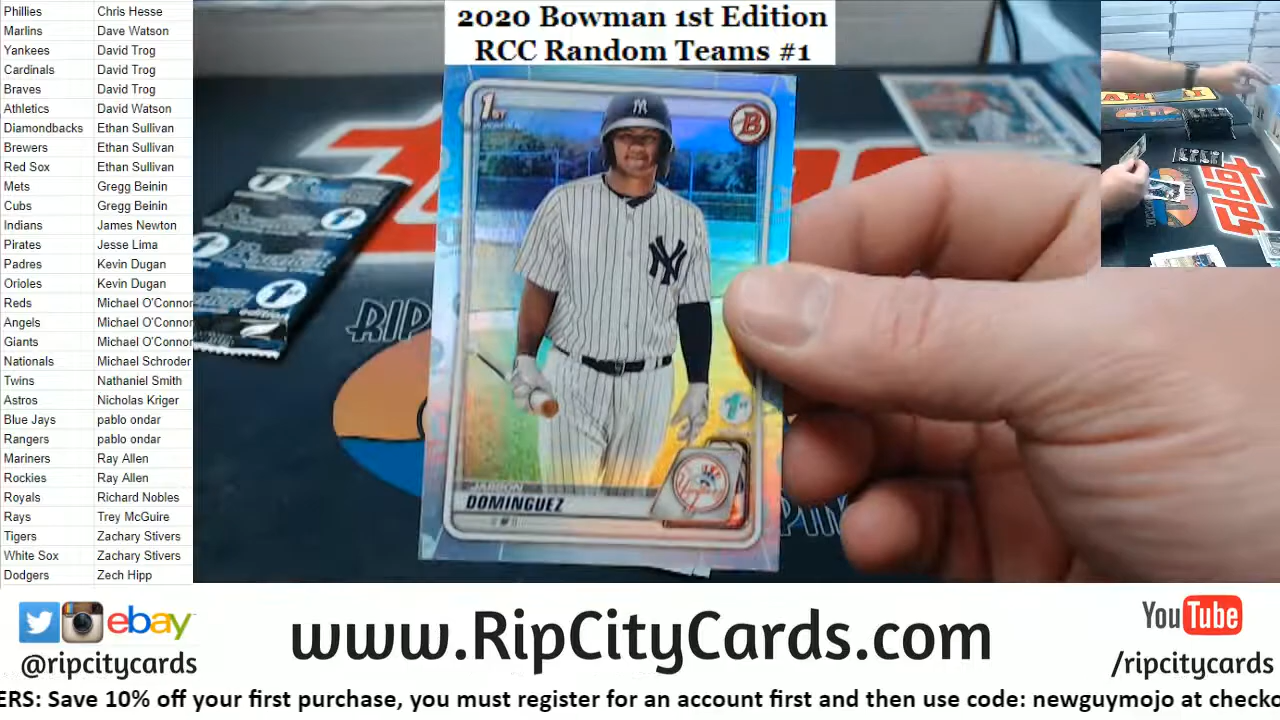 2020 Bowman 1st Edition
RCC Random Teams #1
Phillies Chris Hesse
Marlins Dave Watson
Yankees David Trog
Cardinals David Trog
Braves David Trog
Athletics David Watson
Diamondbacks Ethan Sullivan
Brewers Ethan Sullivan
Red Sox Ethan Sullivan
Mets Gregg Beinin
Cubs Gregg Beinin
Indians James Newton
Pirates Jesse Lima
Padres Kevin Dugan
Orioles Kevin Dugan
Reds Michael O'Connor
Angels Michael O'Connor
Giants Michael O'Connor
Nationals Michael Schroder
Twins Nathaniel Smith
Astros Nicholas Kriger
Blue Jays pablo ondar
Rangers pablo ondar
Mariners Ray Allen
Rockies Ray Allen
Royals Richard Nobles
Rays Trey McGuire
Tigers Zachary Stivers
White Sox Zachary Stivers
Dodgers Zech Hipp
1ST
B
NY
NY
1st
JASSON
DOMINGUEZ
RIP
topps
ebay
@ripcitycards
www.RipCityCards.com
YouTube
/ripcitycards
ERS: Save 10% off your first purchase, you must register for an account first and then use code: newguymojo at checko